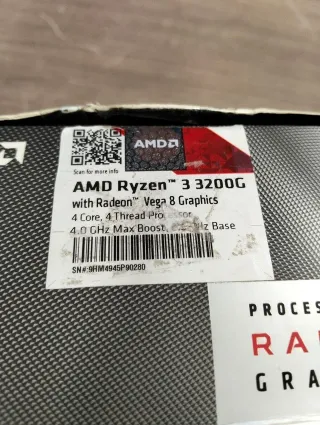 AMD
Scan for more info
AMD Ryzen™ 3 3200G
with Radeon™ Vega 8 Graphics
4 Core, 4 Thread
4.0 GHz Max Boost, Base
SN#:9HM4945P90280
PROCES
RA
GRA